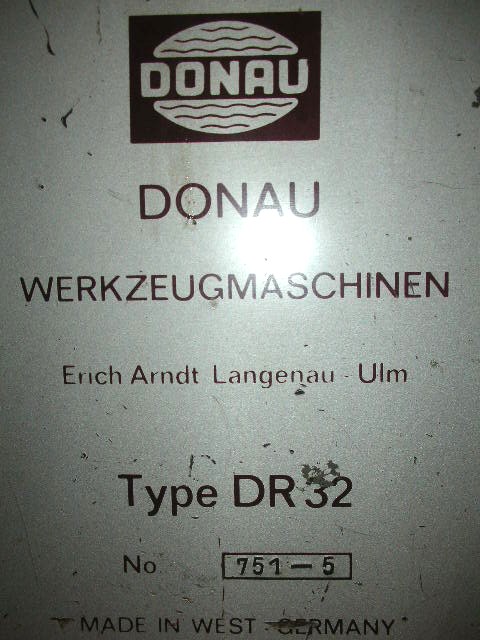 DONAU
DONAU
WERKZEUGMASCHINEN
Erich Arndt Langenau - Ulm
Type DR 32
No 751-5
MADE IN WEST - GERMANY